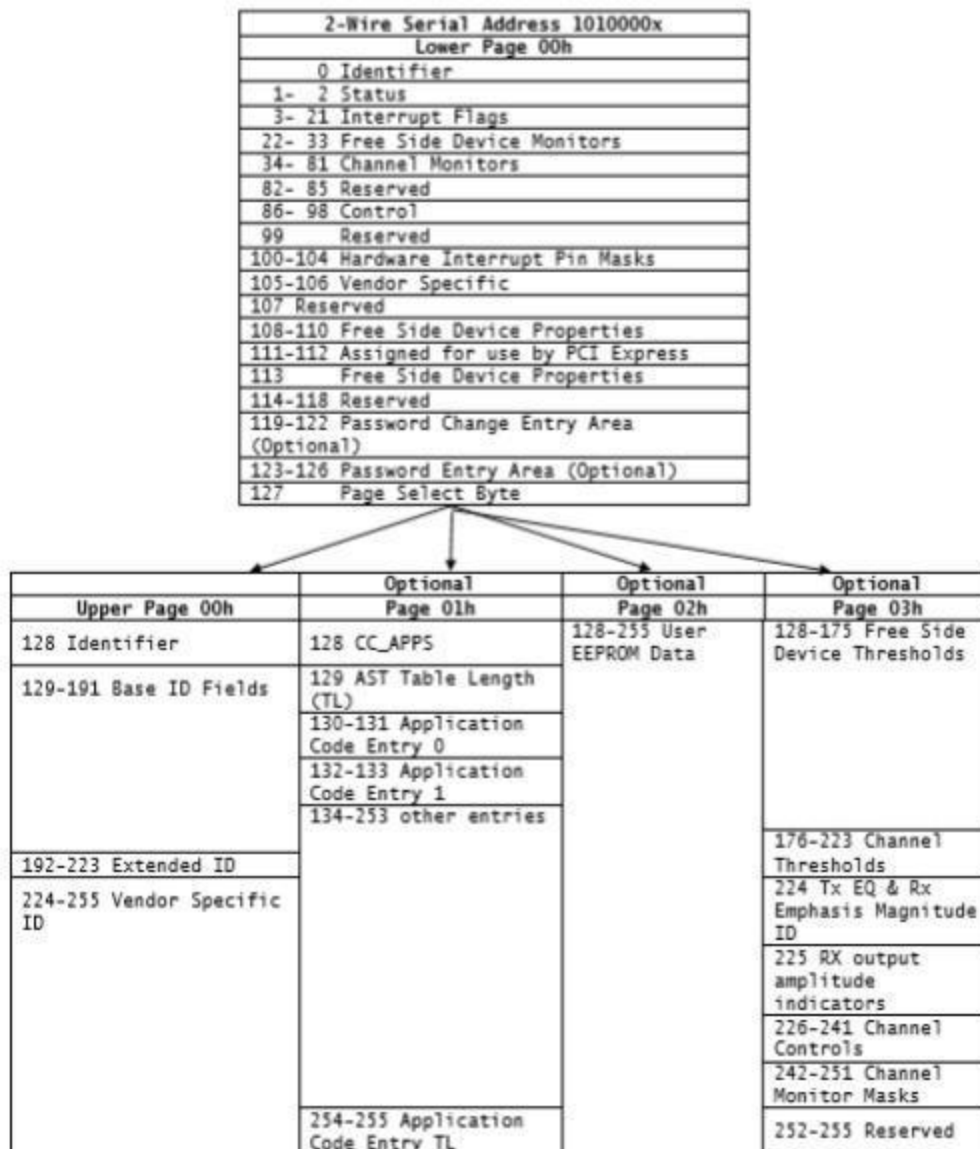 2-Wire Serial Address 1010000x
Lower Page 00h
0 Identifier
1- 2 Status
3- 21 Interrupt Flags
22- 33 Free Side Device Monitors
34- 81 Channel Monitors
82- 85 Reserved
86- 98 Control
99 Reserved
100-104 Hardware Interrupt Pin Masks
105-106 Vendor Specific
107 Reserved
108-110 Free Side Device Properties
111-112 Assigned for use by PCI Express
113 Free Side Device Properties
114-118 Reserved
119-122 Password Change Entry Area
(Optional)
123-126 Password Entry Area (Optional)
127 Page Select Byte
Upper Page 00h
128 Identifier
129-191 Base ID Fields
192-223 Extended ID
224-255 Vendor Specific
ID
Optional
Page 01h
128 CC_APPS
129 AST Table Length
(TL)
130-131 Application
Code Entry 0
132-133 Application
Code Entry 1
134-253 other entries
254-255 Application
Code Entry TL
Optional
Page 02h
128-255 User
EEPROM Data
Optional
Page 03h
128-175 Free Side
Device Thresholds
176-223 Channel
Thresholds
224 Tx EQ & Rx
Emphasis Magnitude
ID
225 RX output
amplitude
indicators
226-241 Channel
Controls
242-251 Channel
Monitor Masks
252-255 Reserved